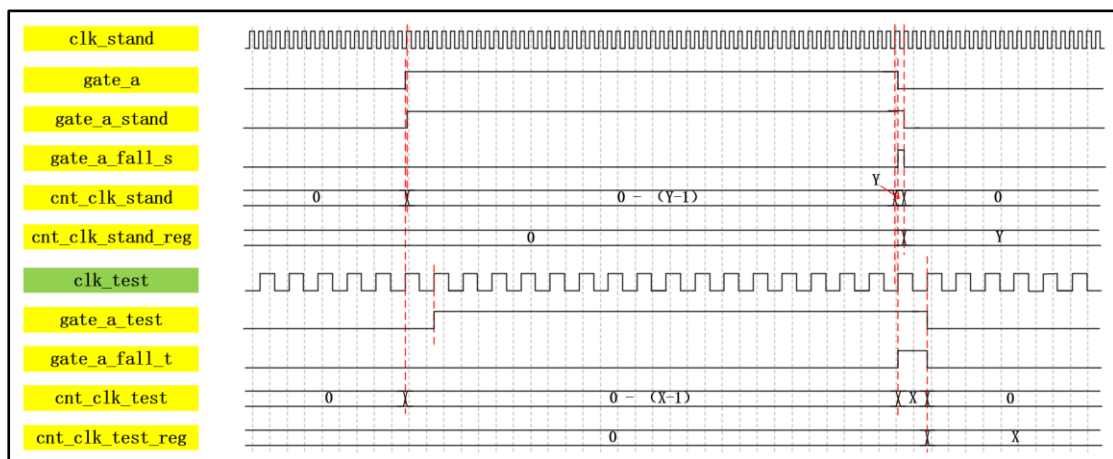 clk_stand
gate_a
gate_a_stand
gate_a_fall_s
Y
cnt_clk_stand 0 0 - (Y-1) 0
cnt_clk_stand_reg 0 Y
clk_test
gate_a_test
gate_a_fall_t
cnt_clk_test 0 0 - (X-1) X 0
cnt_clk_test_reg 0 X